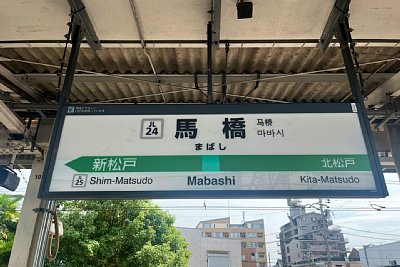 JL
24
馬橋
马桥
마바시
まばし
新松戸
北松戸
JL
25
Shim-Matsudo
Mabashi
Kita-Matsudo